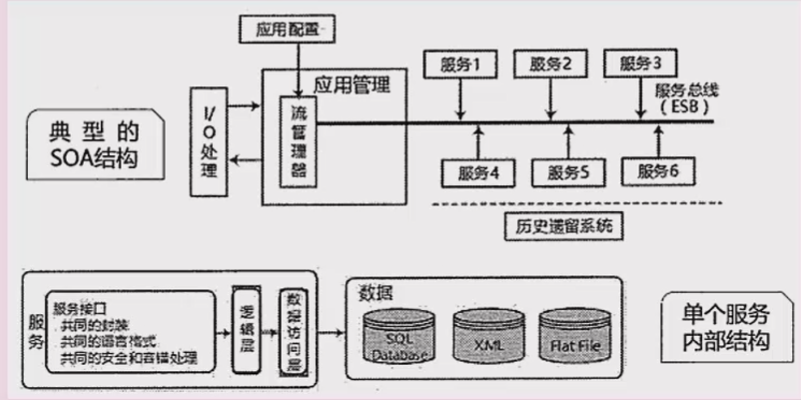 应用配置
应用管理
流管理器
I/O处理
典型的
SOA结构
服务1
服务2
服务3
服务总线
(ESB)
服务4
服务5
服务6
历史遗留系统
服务
服务接口
共同的封装
共同的语言格式
共同的安全和容错处理
逻辑层
数据访问层
数据
SQL
Database
XML
Flat File
单个服务
内部结构